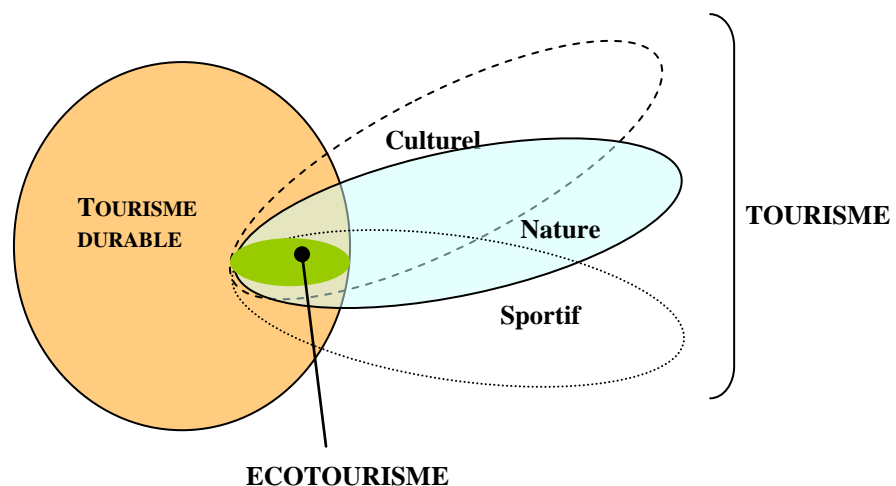 Culturel
TOURISME
DURABLE
Nature
TOURISME
Sportif
ECOTOURISME